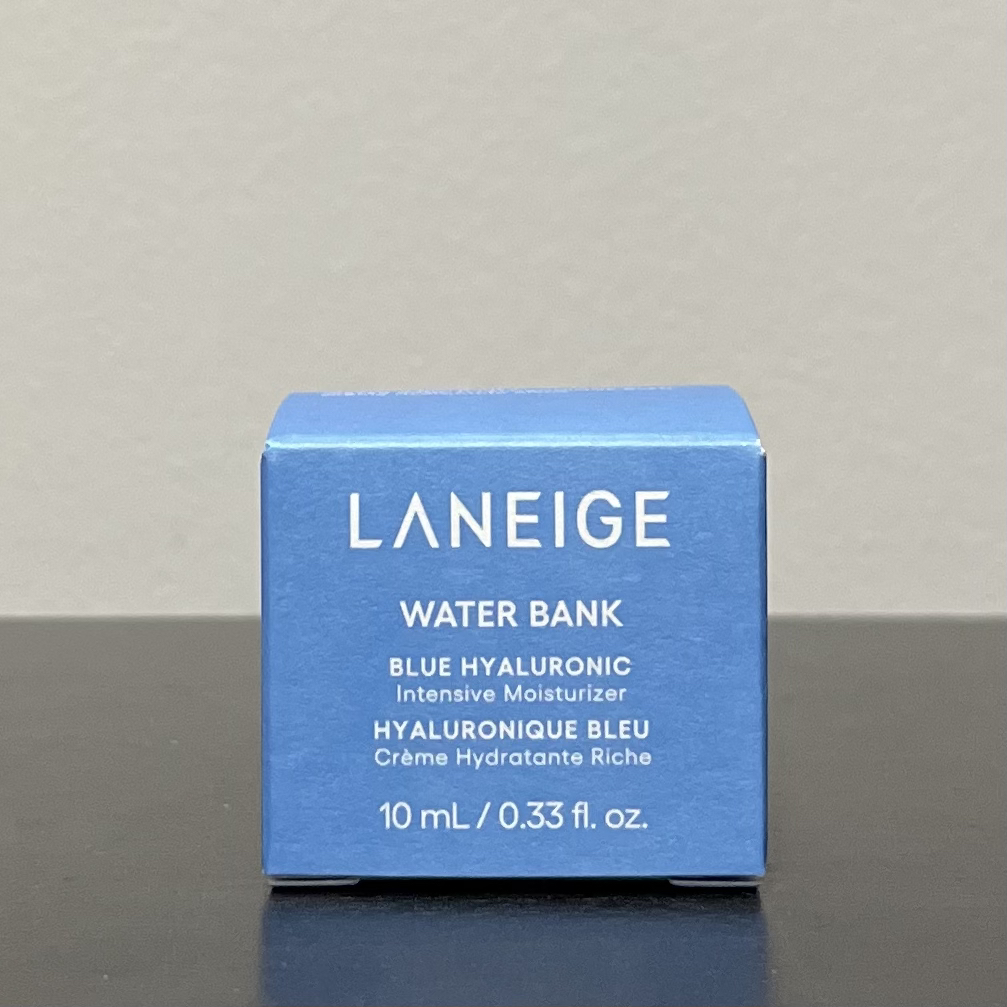 LANEIGE
WATER BANK
BLUE HYALURONIC
Intensive Moisturizer
HYALURONIQUE BLEU
Crème Hydratante Riche
10 mL / 0.33 fl. oz.